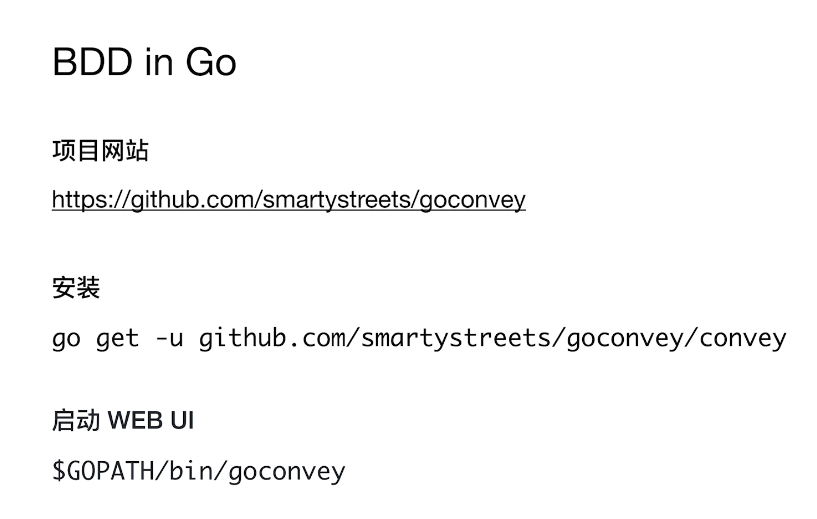 BDD in Go
项目网站
https://github.com/smartystreets/goconvey
安装
go get -u github.com/smartystreets/goconvey/convey
启动 WEB UI
$GOPATH/bin/goconvey